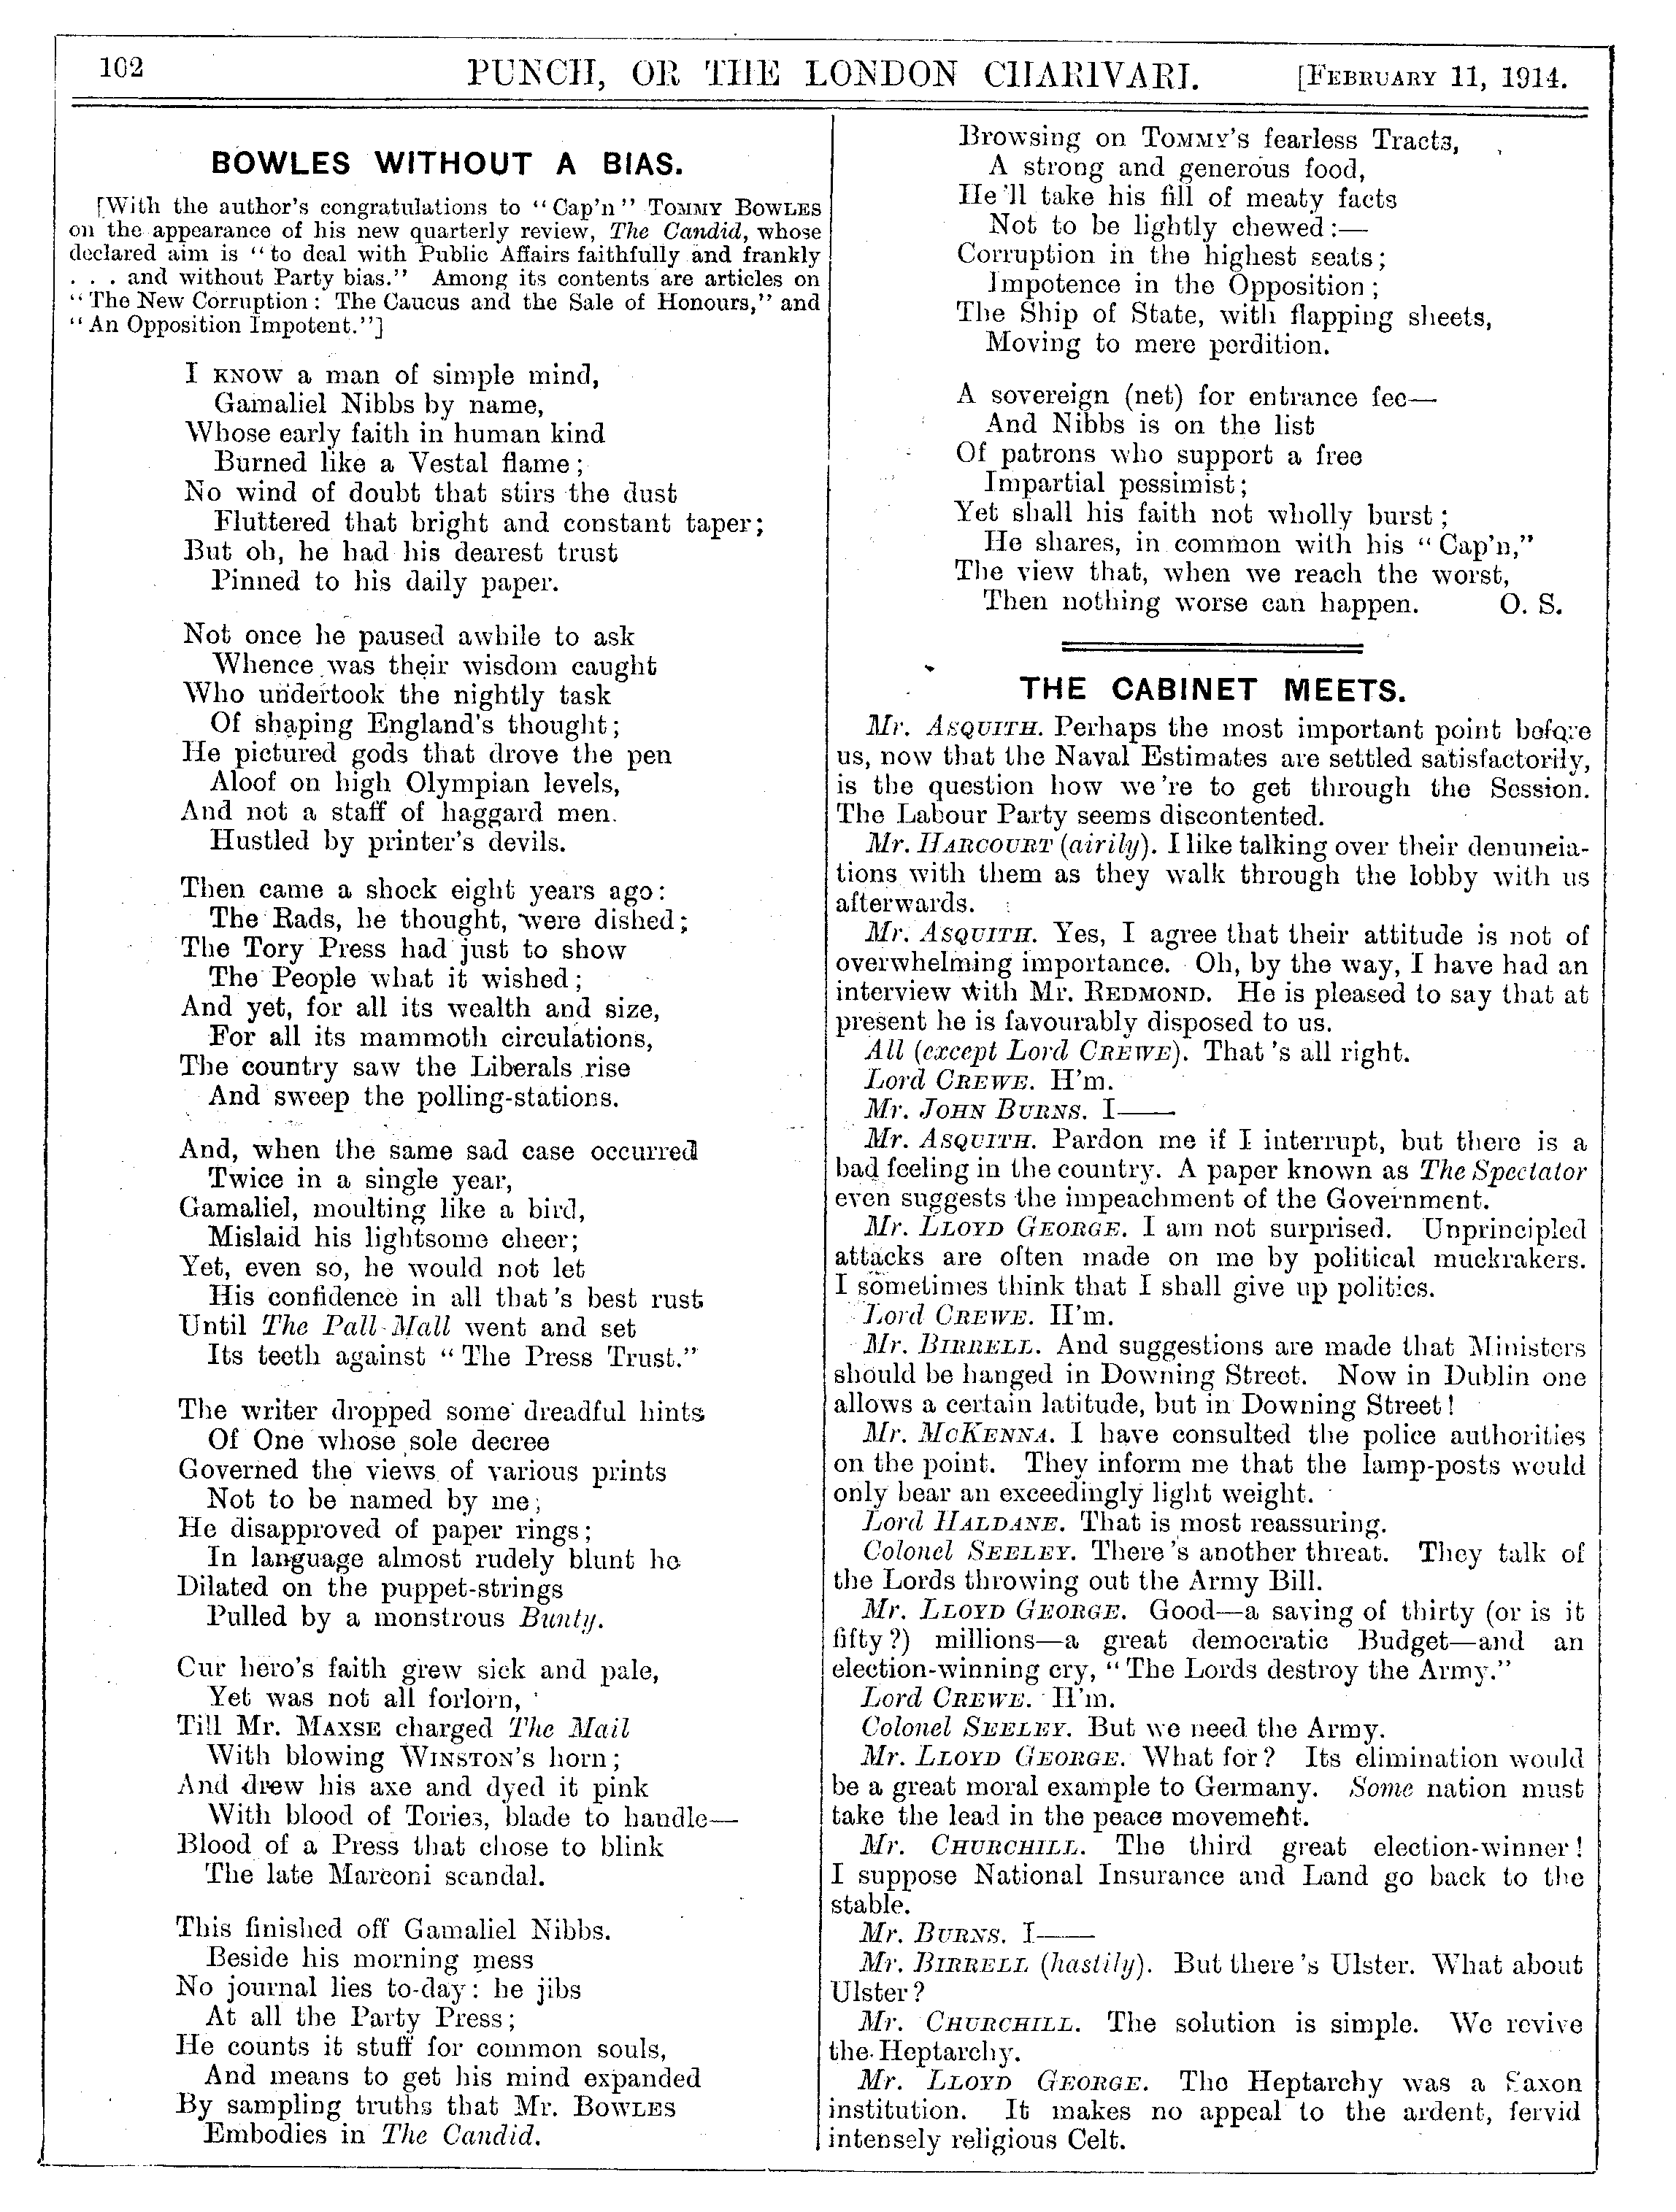 102
PUNCH, OR THE LONDON CHARIVARI.
[FEBRUARY 11, 1914.
BOWLES WITHOUT A BIAS.
[With the author's congratulations to "Cap'n" TOMMY BOWLES
on the appearance of his new quarterly review, The Candid, whose
declared aim is "to deal with Public Affairs faithfully and frankly
. . . and without Party bias." Among its contents are articles on
"The New Corruption: The Caucus and the Sale of Honours," and
"An Opposition Impotent."]
I KNOW a man of simple mind,
Gamaliel Nibbs by name,
Whose early faith in human kind
Burned like a Vestal flame;
No wind of doubt that stirs the dust
Fluttered that bright and constant taper;
But oh, he had his dearest trust
Pinned to his daily paper.
Not once he paused awhile to ask
Whence was their wisdom caught
Who undertook the nightly task
Of shaping England's thought;
He pictured gods that drove the pen
Aloof on high Olympian levels,
And not a staff of haggard men
Hustled by printer's devils.
Then came a shock eight years ago:
The Rads, he thought, were dished;
The Tory Press had just to show
The People what it wished;
And yet, for all its wealth and size,
For all its mammoth circulations,
The country saw the Liberals rise
And sweep the polling-stations.
And, when the same sad case occurred
Twice in a single year,
Gamaliel, moulting like a bird,
Mislaid his lightsome cheer;
Yet, even so, he would not let
His confidence in all that's best rust
Until The Pall Mall went and set
Its teeth against "The Press Trust."
The writer dropped some dreadful hints
Of One whose sole decree
Governed the views of various prints
Not to be named by me;
He disapproved of paper rings;
In language almost rudely blunt he
Dilated on the puppet-strings
Pulled by a monstrous Bunty.
Our hero's faith grew sick and pale,
Yet was not all forlorn,
Till Mr. MAXSE charged The Mail
With blowing WINSTON'S horn;
And drew his axe and dyed it pink
With blood of Tories, blade to handle—
Blood of a Press that chose to blink
The late Marconi scandal.
This finished off Gamaliel Nibbs.
Beside his morning mess
No journal lies to-day: he jibs
At all the Party Press;
He counts it stuff for common souls,
And means to get his mind expanded
By sampling truths that Mr. BOWLES
Embodies in The Candid.
Browsing on TOMMY'S fearless Tracts,
A strong and generous food,
He'll take his fill of meaty facts
Not to be lightly chewed:—
Corruption in the highest seats;
Impotence in the Opposition;
The Ship of State, with flapping sheets,
Moving to mere perdition.
A sovereign (net) for entrance fee—
And Nibbs is on the list
Of patrons who support a free
Impartial pessimist;
Yet shall his faith not wholly burst;
He shares, in common with his "Cap'n,"
The view that, when we reach the worst,
Then nothing worse can happen. O. S.
THE CABINET MEETS.
Mr. ASQUITH. Perhaps the most important point before
us, now that the Naval Estimates are settled satisfactorily,
is the question how we're to get through the Session.
The Labour Party seems discontented.
Mr. HARCOURT (airily). I like talking over their denuncia-
tions with them as they walk through the lobby with us
afterwards.
Mr. ASQUITH. Yes, I agree that their attitude is not of
overwhelming importance. Oh, by the way, I have had an
interview with Mr. REDMOND. He is pleased to say that at
present he is favourably disposed to us.
All (except Lord CREWE). That's all right.
Lord CREWE. H'm.
Mr. JOHN BURNS. I——
Mr. ASQUITH. Pardon me if I interrupt, but there is a
bad feeling in the country. A paper known as The Spectator
even suggests the impeachment of the Government.
Mr. LLOYD GEORGE. I am not surprised. Unprincipled
attacks are often made on me by political muckrakers.
I sometimes think that I shall give up politics.
Lord CREWE. H'm.
Mr. BIRRELL. And suggestions are made that Ministers
should be hanged in Downing Street. Now in Dublin one
allows a certain latitude, but in Downing Street!
Mr. MCKENNA. I have consulted the police authorities
on the point. They inform me that the lamp-posts would
only bear an exceedingly light weight.
Lord HALDANE. That is most reassuring.
Colonel SEELEY. There's another threat. They talk of
the Lords throwing out the Army Bill.
Mr. LLOYD GEORGE. Good—a saving of thirty (or is it
fifty?) millions—a great democratic Budget—and an
election-winning cry, "The Lords destroy the Army."
Lord CREWE. H'm.
Colonel SEELEY. But we need the Army.
Mr. LLOYD GEORGE. What for? Its elimination would
be a great moral example to Germany. Some nation must
take the lead in the peace movement.
Mr. CHURCHILL. The third great election-winner!
I suppose National Insurance and Land go back to the
stable.
Mr. BURNS. I——
Mr. BIRRELL (hastily). But there's Ulster. What about
Ulster?
Mr. CHURCHILL. The solution is simple. We revive
the Heptarchy.
Mr. LLOYD GEORGE. The Heptarchy was a Saxon
institution. It makes no appeal to the ardent, fervid
intensely religious Celt.